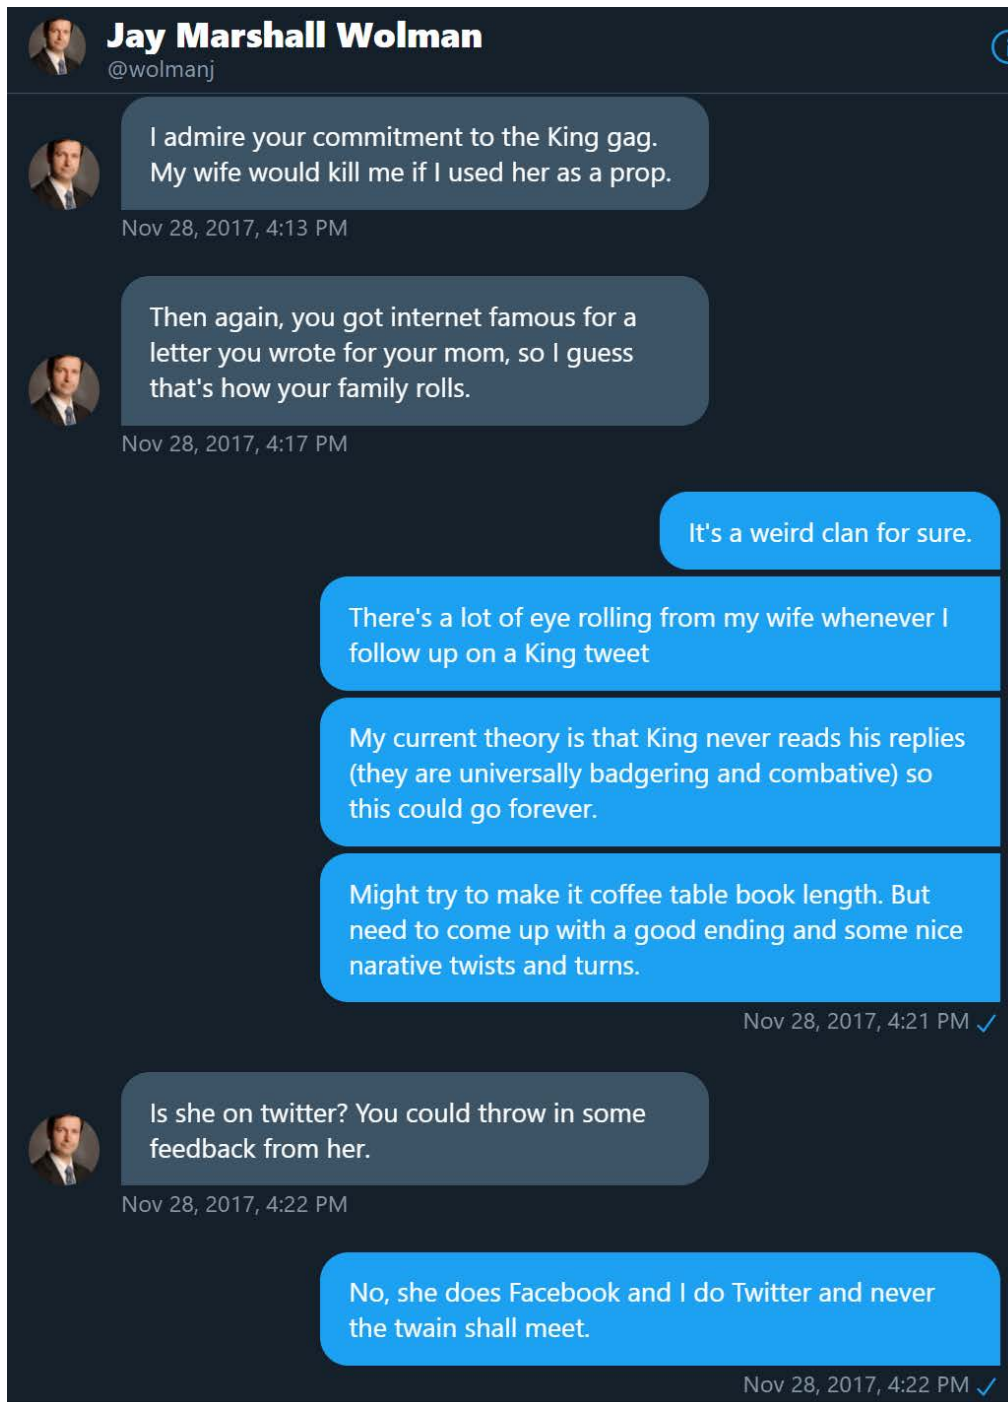 Jay Marshall Wolman
@wolmanj
I admire your commitment to the King gag.
My wife would kill me if I used her as a prop.
Nov 28, 2017, 4:13 PM
Then again, you got internet famous for a
letter you wrote for your mom, so I guess
that's how your family rolls.
Nov 28, 2017, 4:17 PM
It's a weird clan for sure.
There's a lot of eye rolling from my wife whenever I
follow up on a King tweet
My current theory is that King never reads his replies
(they are universally badgering and combative) so
this could go forever.
Might try to make it coffee table book length. But
need to come up with a good ending and some nice
narative twists and turns.
Nov 28, 2017, 4:21 PM
Is she on twitter? You could throw in some
feedback from her.
Nov 28, 2017, 4:22 PM
No, she does Facebook and I do Twitter and never
the twain shall meet.
Nov 28, 2017, 4:22 PM